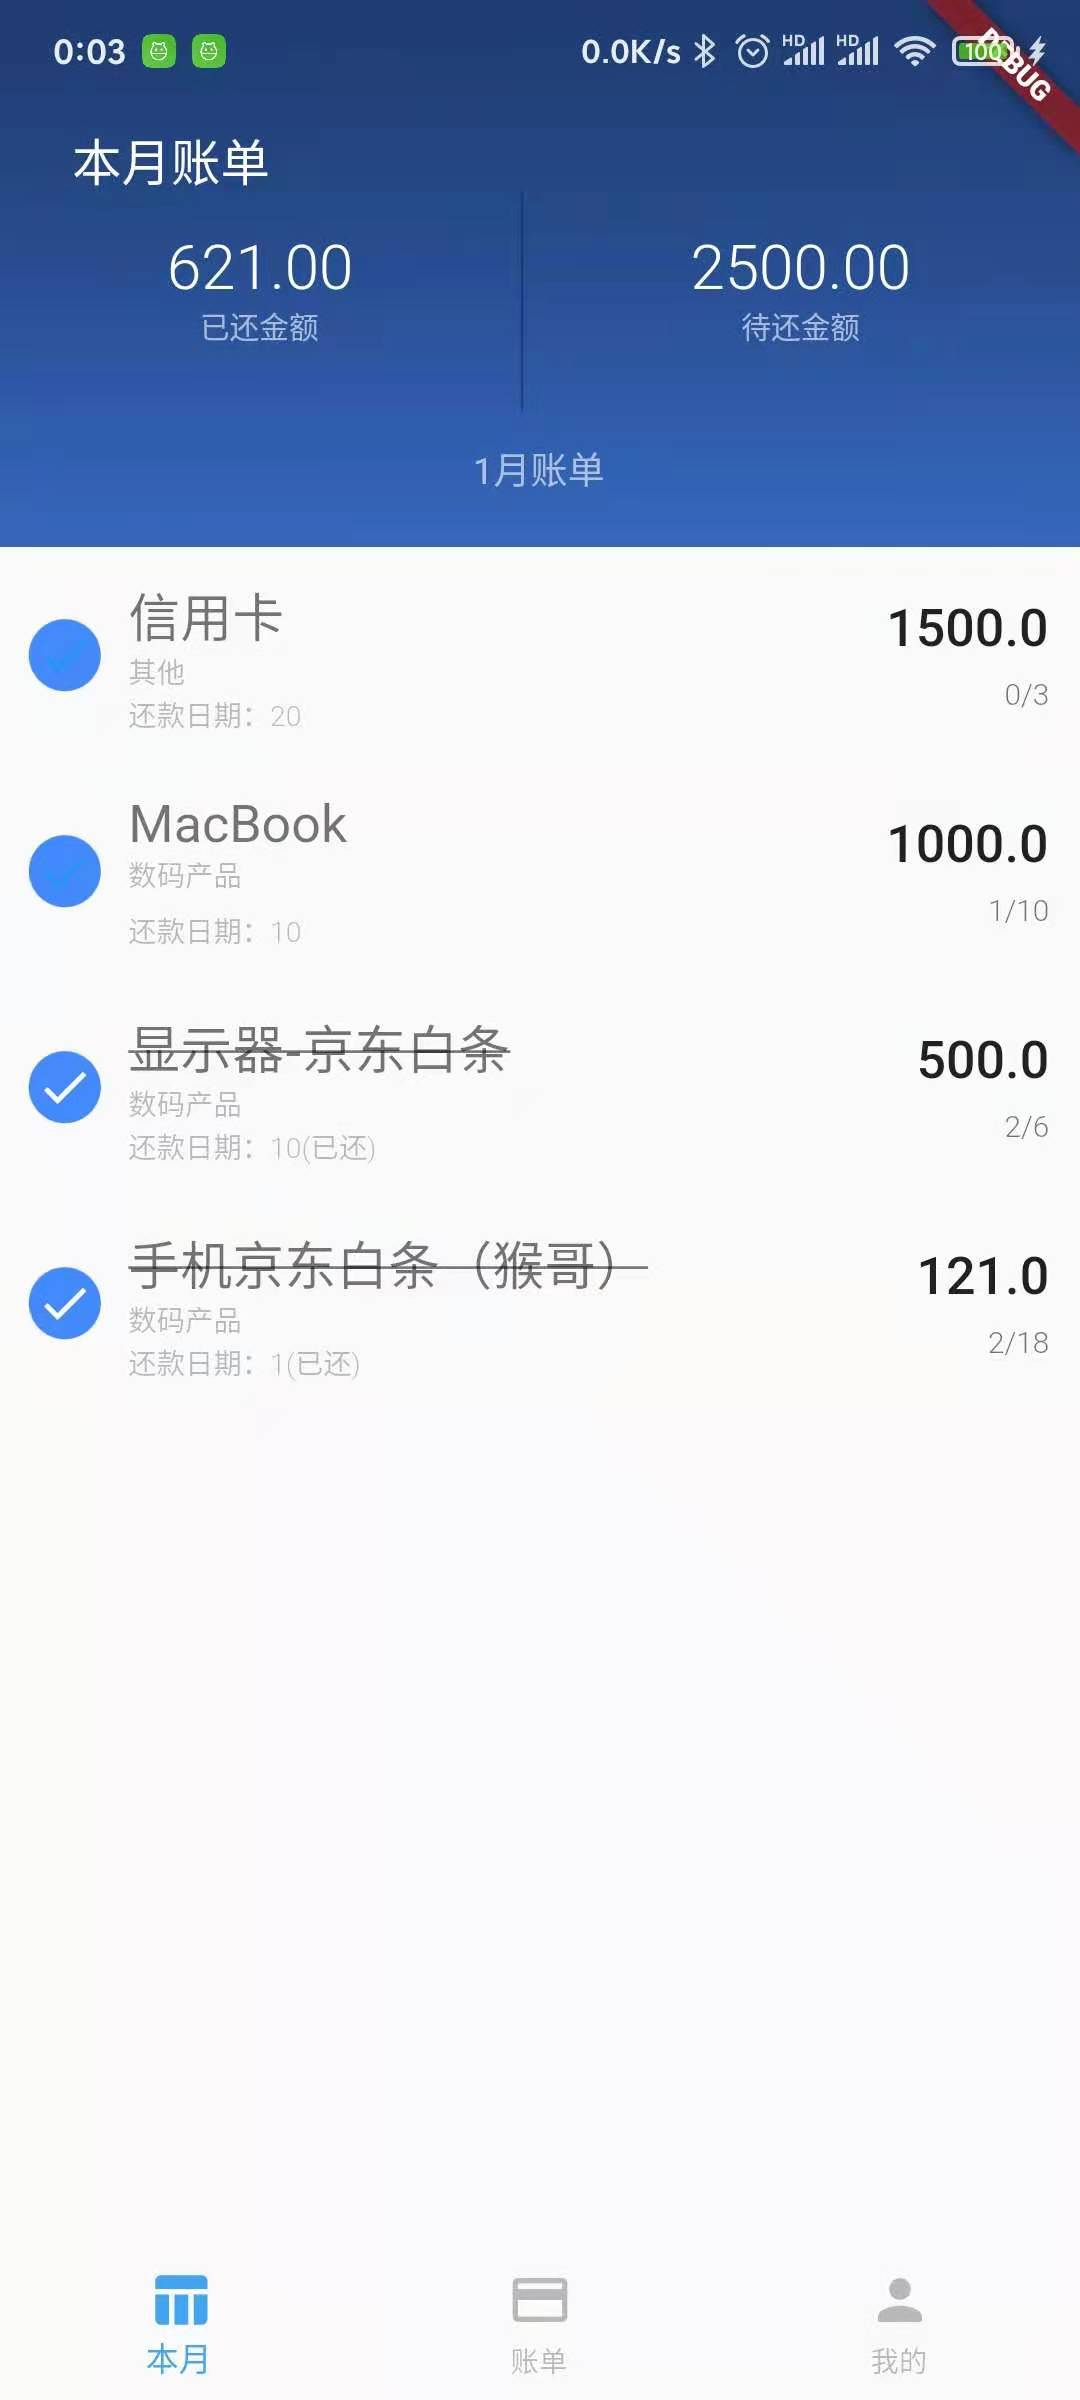 0:03
0.0K/s HD HD 100
DEBUG
本月账单
621.00
已还金额
2500.00
待还金额
1月账单
信用卡
其他
还款日期：20
1500.0
0/3
MacBook
数码产品
还款日期：10
1000.0
1/10
显示器-京东白条
数码产品
还款日期：10(已还)
500.0
2/6
手机京东白条（猴哥）
数码产品
还款日期：1(已还)
121.0
2/18
本月
账单
我的